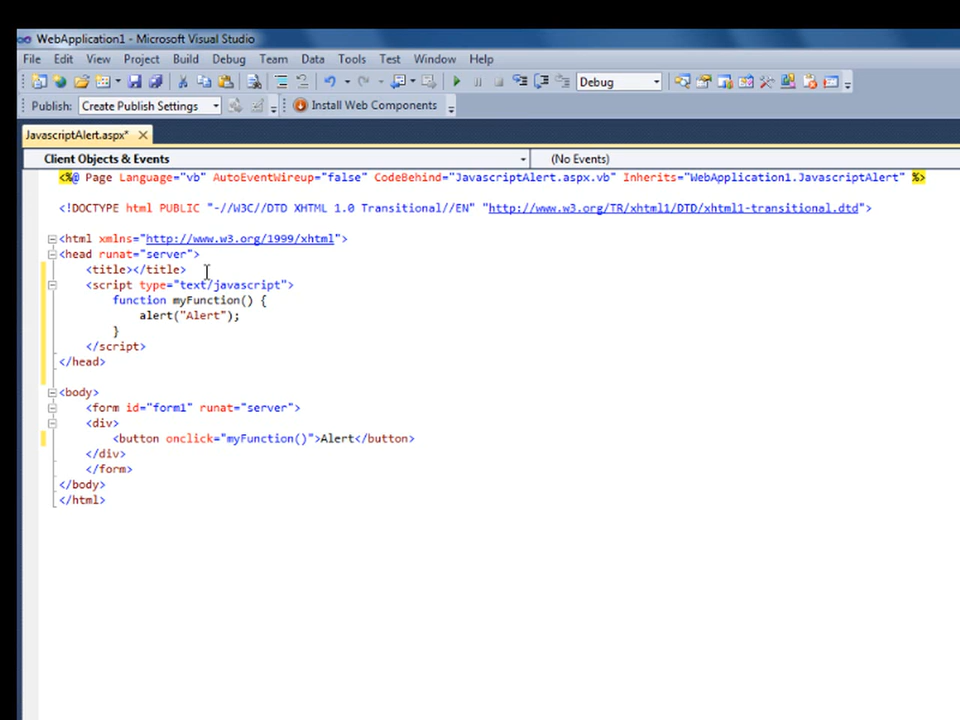 WebApplication1 - Microsoft Visual Studio
File Edit View Project Build Debug Team Data Tools Test Window Help
Debug
Publish: Create Publish Settings Install Web Components
JavascriptAlert.aspx*
Client Objects & Events (No Events)
<%@ Page Language="vb" AutoEventWireup="false" CodeBehind="JavascriptAlert.aspx.vb" Inherits="WebApplication1.JavascriptAlert" %>
<!DOCTYPE html PUBLIC "-//W3C//DTD XHTML 1.0 Transitional//EN" "http://www.w3.org/TR/xhtml1/DTD/xhtml1-transitional.dtd">
<html xmlns="http://www.w3.org/1999/xhtml">
<head runat="server">
<title></title>
<script type="text/javascript">
function myFunction() {
alert("Alert");
}
</script>
</head>
<body>
<form id="form1" runat="server">
<div>
<button onclick="myFunction()">Alert</button>
</div>
</form>
</body>
</html>